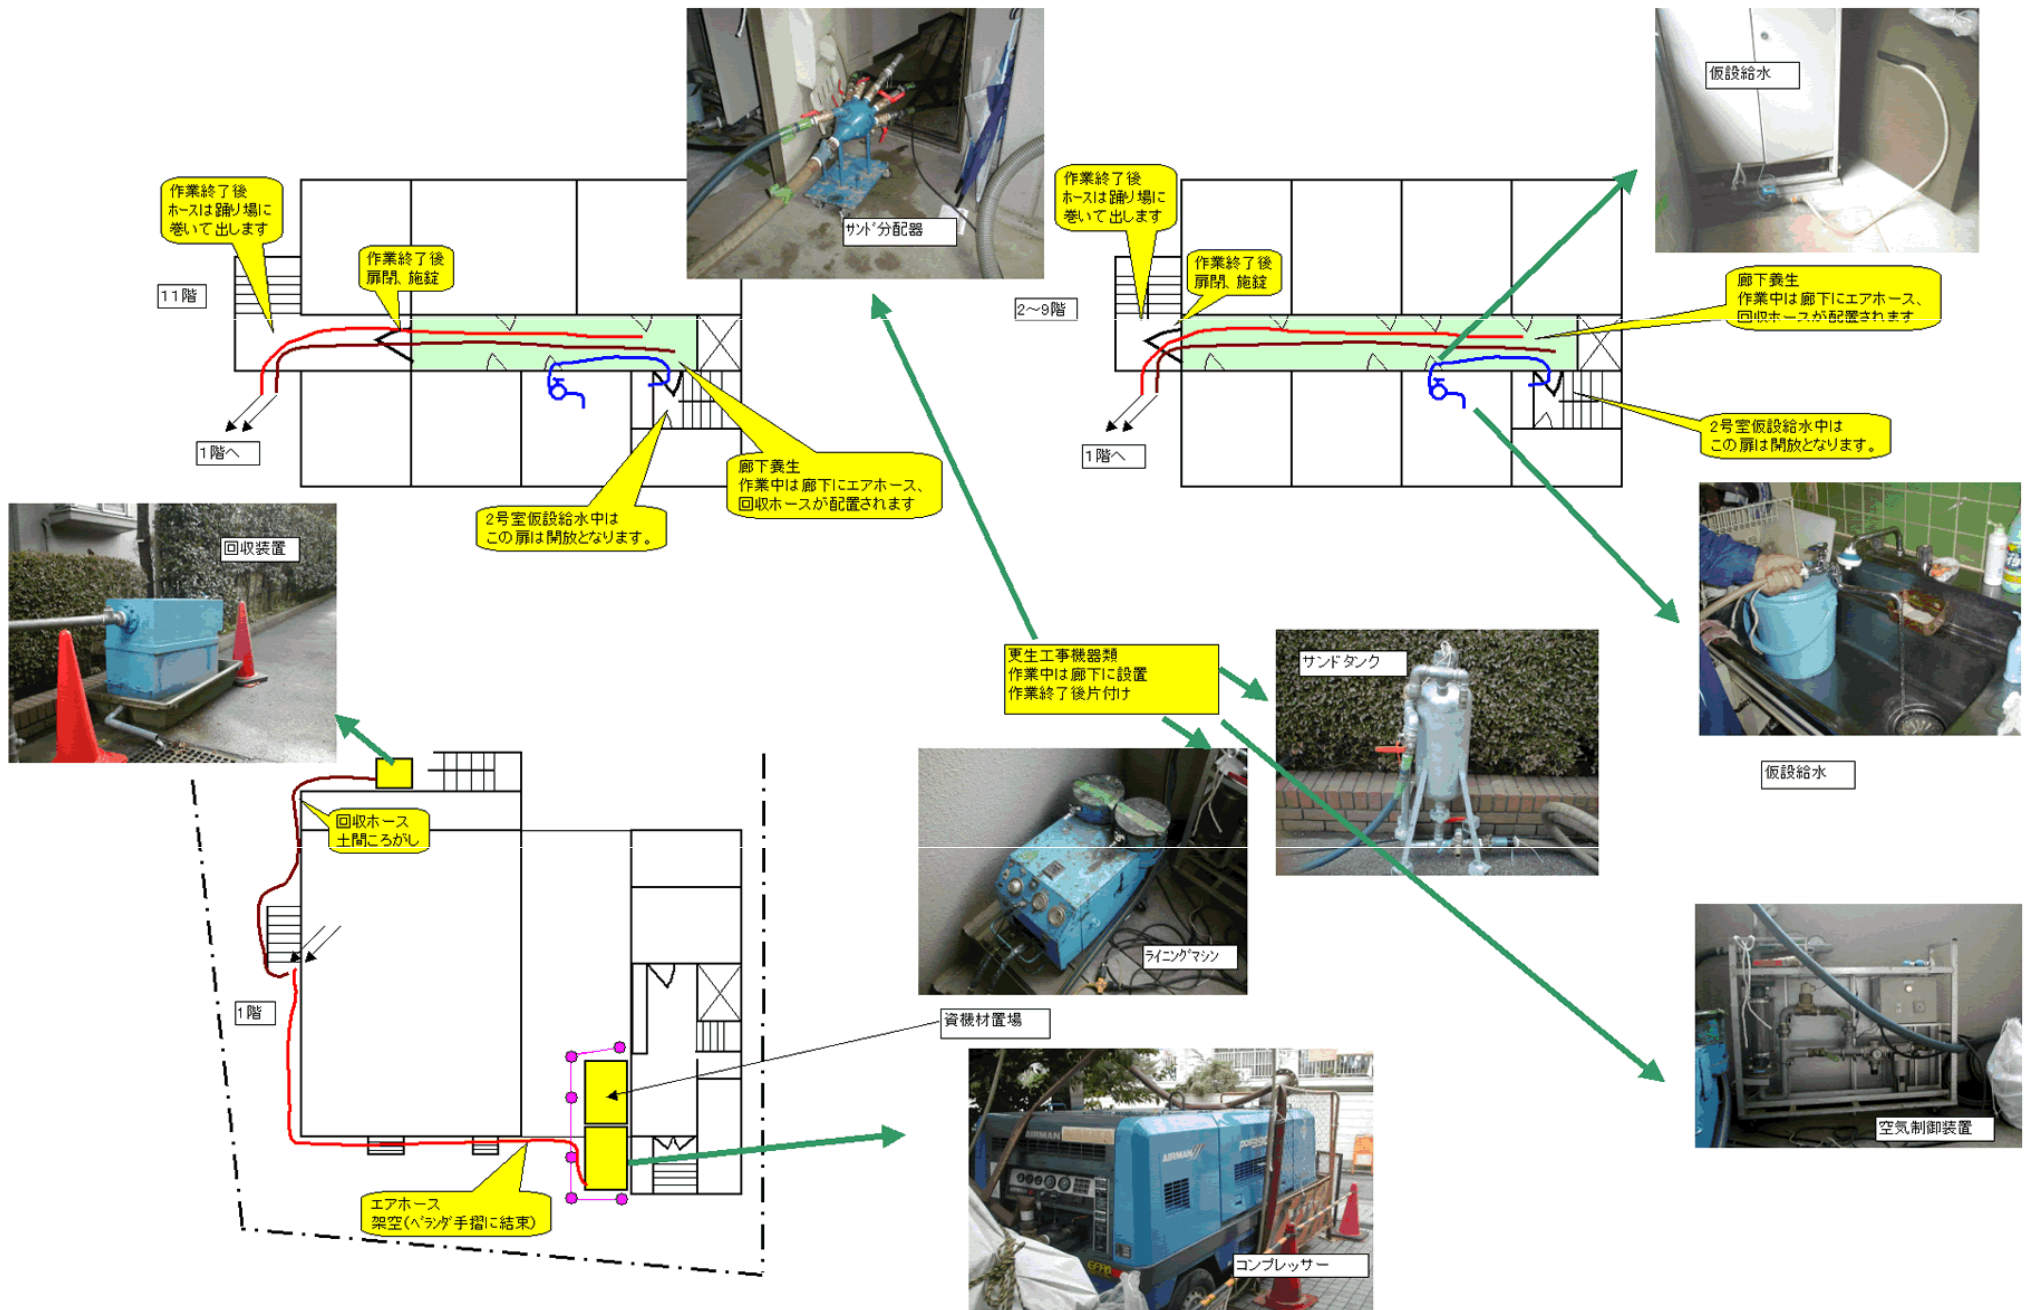 仮設給水
サンド分配器
作業終了後
ホースは踊り場に
巻いて出します
作業終了後
扉閉、施錠
11階
1階へ
2号室仮設給水中は
この扉は開放となります。
廊下養生
作業中は廊下にエアホース、
回収ホースが配置されます
作業終了後
ホースは踊り場に
巻いて出します
作業終了後
扉閉、施錠
2～9階
1階へ
廊下養生
作業中は廊下にエアホース、
回収ホースが配置されます
2号室仮設給水中は
この扉は開放となります。
回収装置
更生工事機器類
作業中は廊下に設置
作業終了後片付け
サンドタンク
仮設給水
回収ホース
土間ころがし
ライニングマシン
1階
資機材置場
エアホース
架空(ベランダ手摺に結束)
AIRMAN
AIRMAN
コンプレッサー
空気制御装置